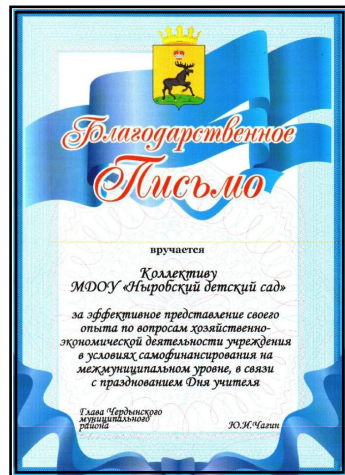 Благодарственное
Письмо
вручается
Коллективу
МДОУ «Ныробский детский сад»
за эффективное представление своего
опыта по вопросам хозяйственно-
экономической деятельности учреждения
в условиях самофинансирования на
межмуниципальном уровне, в связи
с празднованием Дня учителя
Глава Чердынского
муниципального
района Ю.И.Чагин